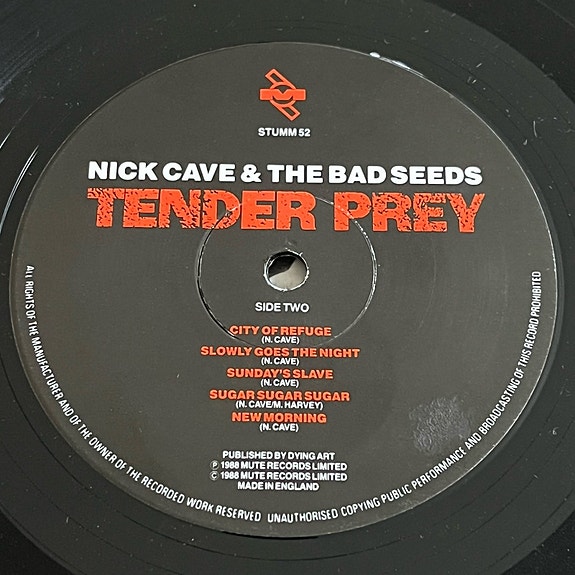 STUMM 52
NICK CAVE & THE BAD SEEDS
TENDER PREY
SIDE TWO
CITY OF REFUGE
(N. CAVE)
SLOWLY GOES THE NIGHT
(N. CAVE)
SUNDAY'S SLAVE
(N. CAVE)
SUGAR SUGAR SUGAR
(N. CAVE/M. HARVEY)
NEW MORNING
(N. CAVE)
PUBLISHED BY DYING ART
Ⓟ 1988 MUTE RECORDS LIMITED
© 1988 MUTE RECORDS LIMITED
MADE IN ENGLAND
ALL RIGHTS OF THE MANUFACTURER AND OF THE OWNER OF THE RECORDED WORK RESERVED UNAUTHORISED COPYING PUBLIC PERFORMANCE AND BROADCASTING OF THIS RECORD PROHIBITED